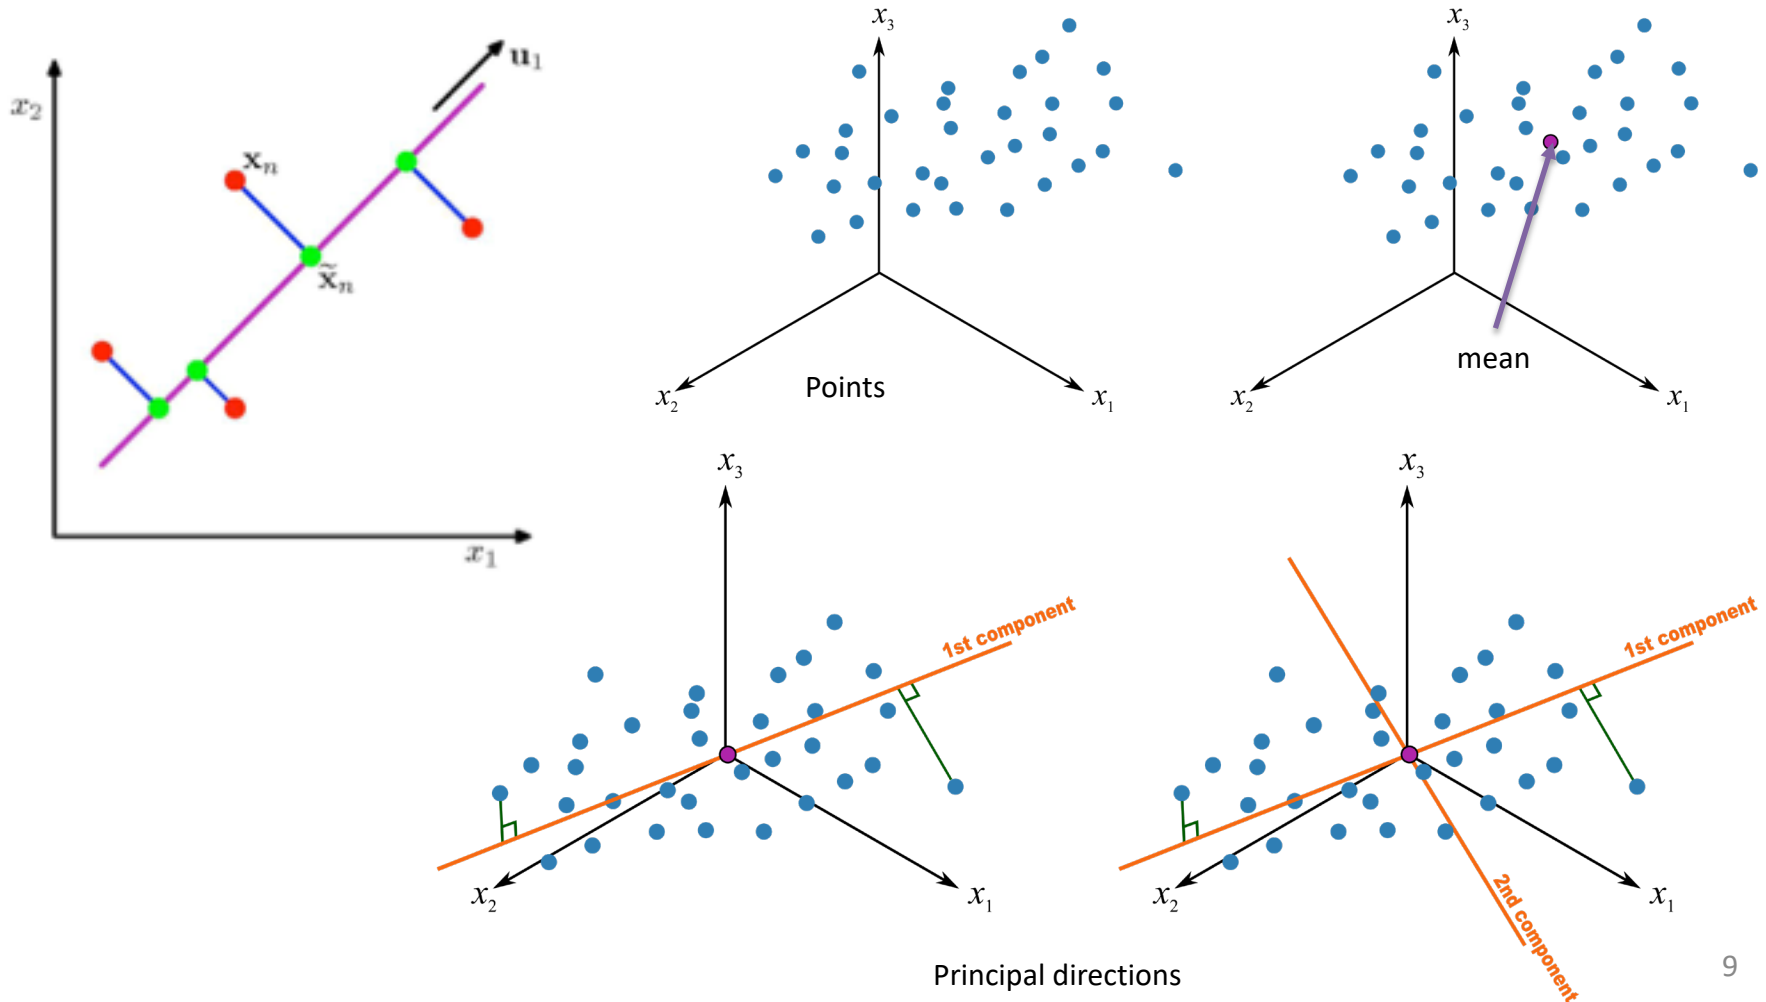 x₂
u₁
xₙ
x̃ₙ
x₁
x₃
x₂
Points
x₁
x₃
mean
x₂
x₁
x₃
1st component
x₂
x₁
x₃
1st component
2nd component
x₂
x₁
Principal directions
9